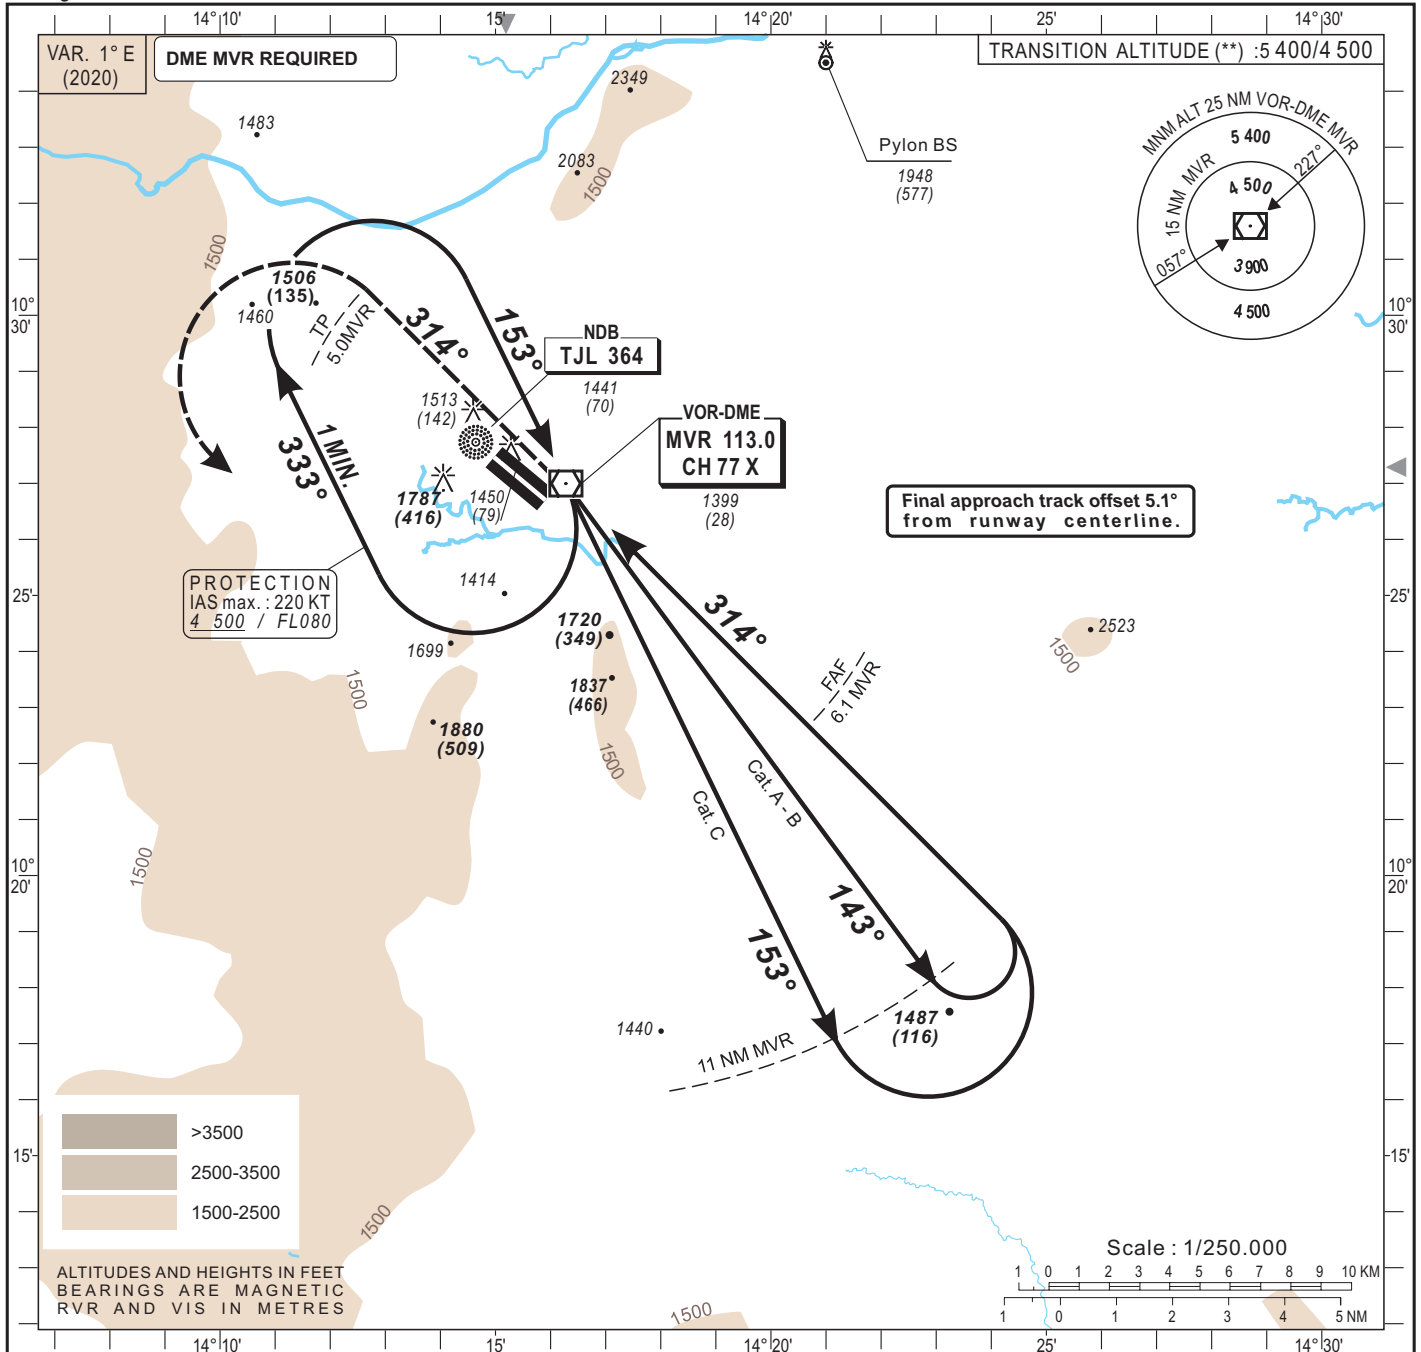 14°10'
15'
14°20'
25'
14°30'
VAR. 1° E
(2020)
DME MVR REQUIRED
TRANSITION ALTITUDE (**) :5 400/4 500
2349
1483
2083
1500
Pylon BS
1948
(577)
MNM ALT 25 NM VOR-DME MVR
5 400
227°
15 NM MVR
4 500
057°
3 900
4 500
1500
1506
(135)
1460
TP
5.0MVR
314°
153°
10°
30'
10°
30'
NDB
TJL 364
1441
(70)
1513
(142)
VOR-DME
MVR 113.0
CH 77 X
1399
(28)
1 MIN.
333°
1787
(416)
1450
(79)
Final approach track offset 5.1°
from runway centerline.
PROTECTION
IAS max. : 220 KT
4 500 / FL080
1414
25'
25'
1720
(349)
314°
2523
1500
1699
1500
1837
(466)
FAF
6.1 MVR
1880
(509)
1500
Cat. A - B
Cat. C
1500
10°
20'
10°
20'
143°
153°
1487
(116)
1440
11 NM MVR
>3500
2500-3500
1500-2500
15'
15'
1500
ALTITUDES AND HEIGHTS IN FEET
BEARINGS ARE MAGNETIC
RVR AND VIS IN METRES
Scale : 1/250.000
1 0 1 2 3 4 5 6 7 8 9 10 KM
1 0 1 2 3 4 5 NM
1500
14°10'
15'
14°20'
25'
14°30'